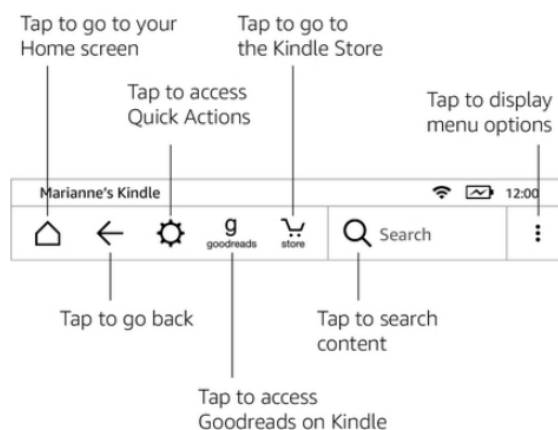 Tap to go to your
Home screen
Tap to go to
the Kindle Store
Tap to access
Quick Actions
Tap to display
menu options
Marianne's Kindle
12:00
g
goodreads
store
Search
Tap to go back
Tap to search
content
Tap to access
Goodreads on Kindle